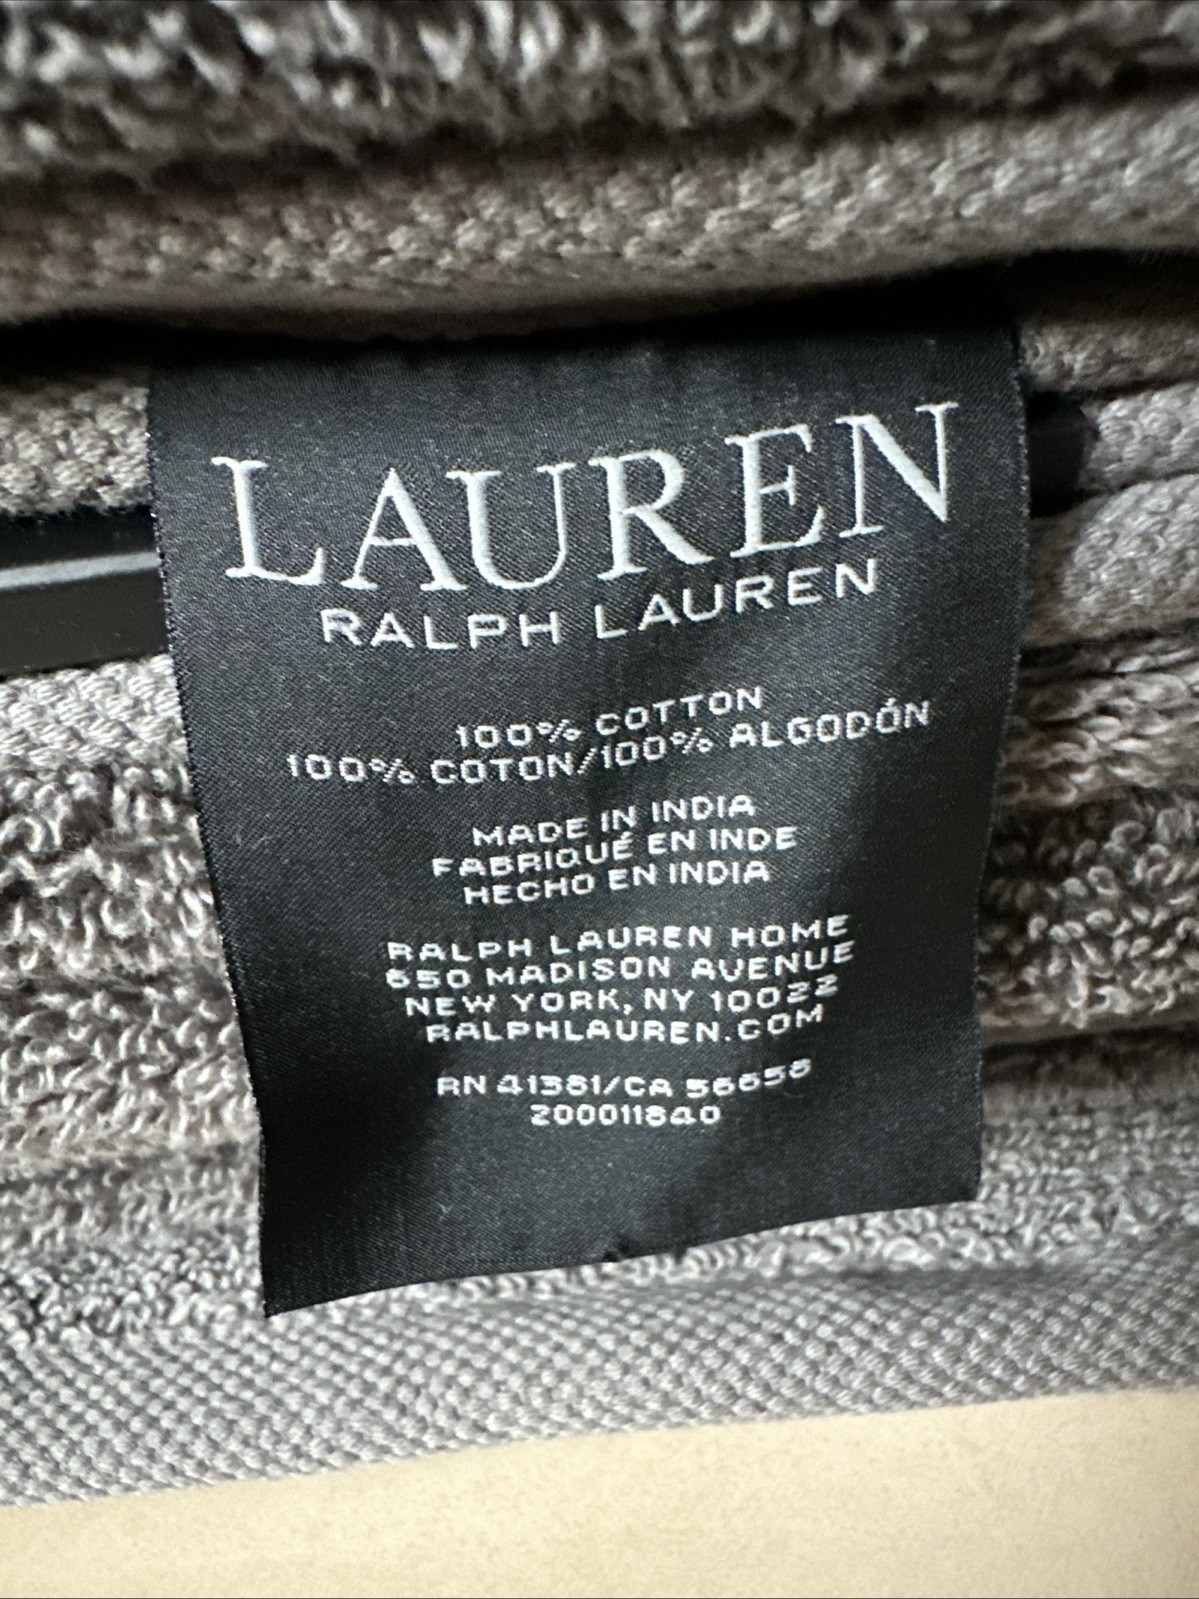 LAUREN
RALPH LAUREN
100% COTTON
100% COTON/100% ALGODÓN
MADE IN INDIA
FABRIQUÉ EN INDE
HECHO EN INDIA
RALPH LAUREN HOME
650 MADISON AVENUE
NEW YORK, NY 10022
RALPHLAUREN.COM
RN 41381/CA 56658
200011840